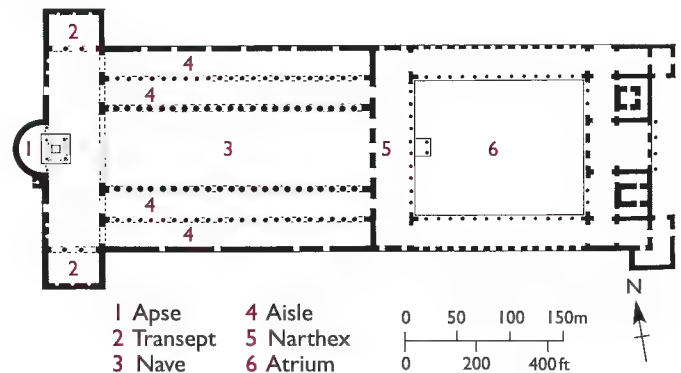 2
4
4
1
3
5
6
4
4
2
N
1 Apse
2 Transept
3 Nave
4 Aisle
5 Narthex
6 Atrium
0 50 100 150m
0 200 400ft